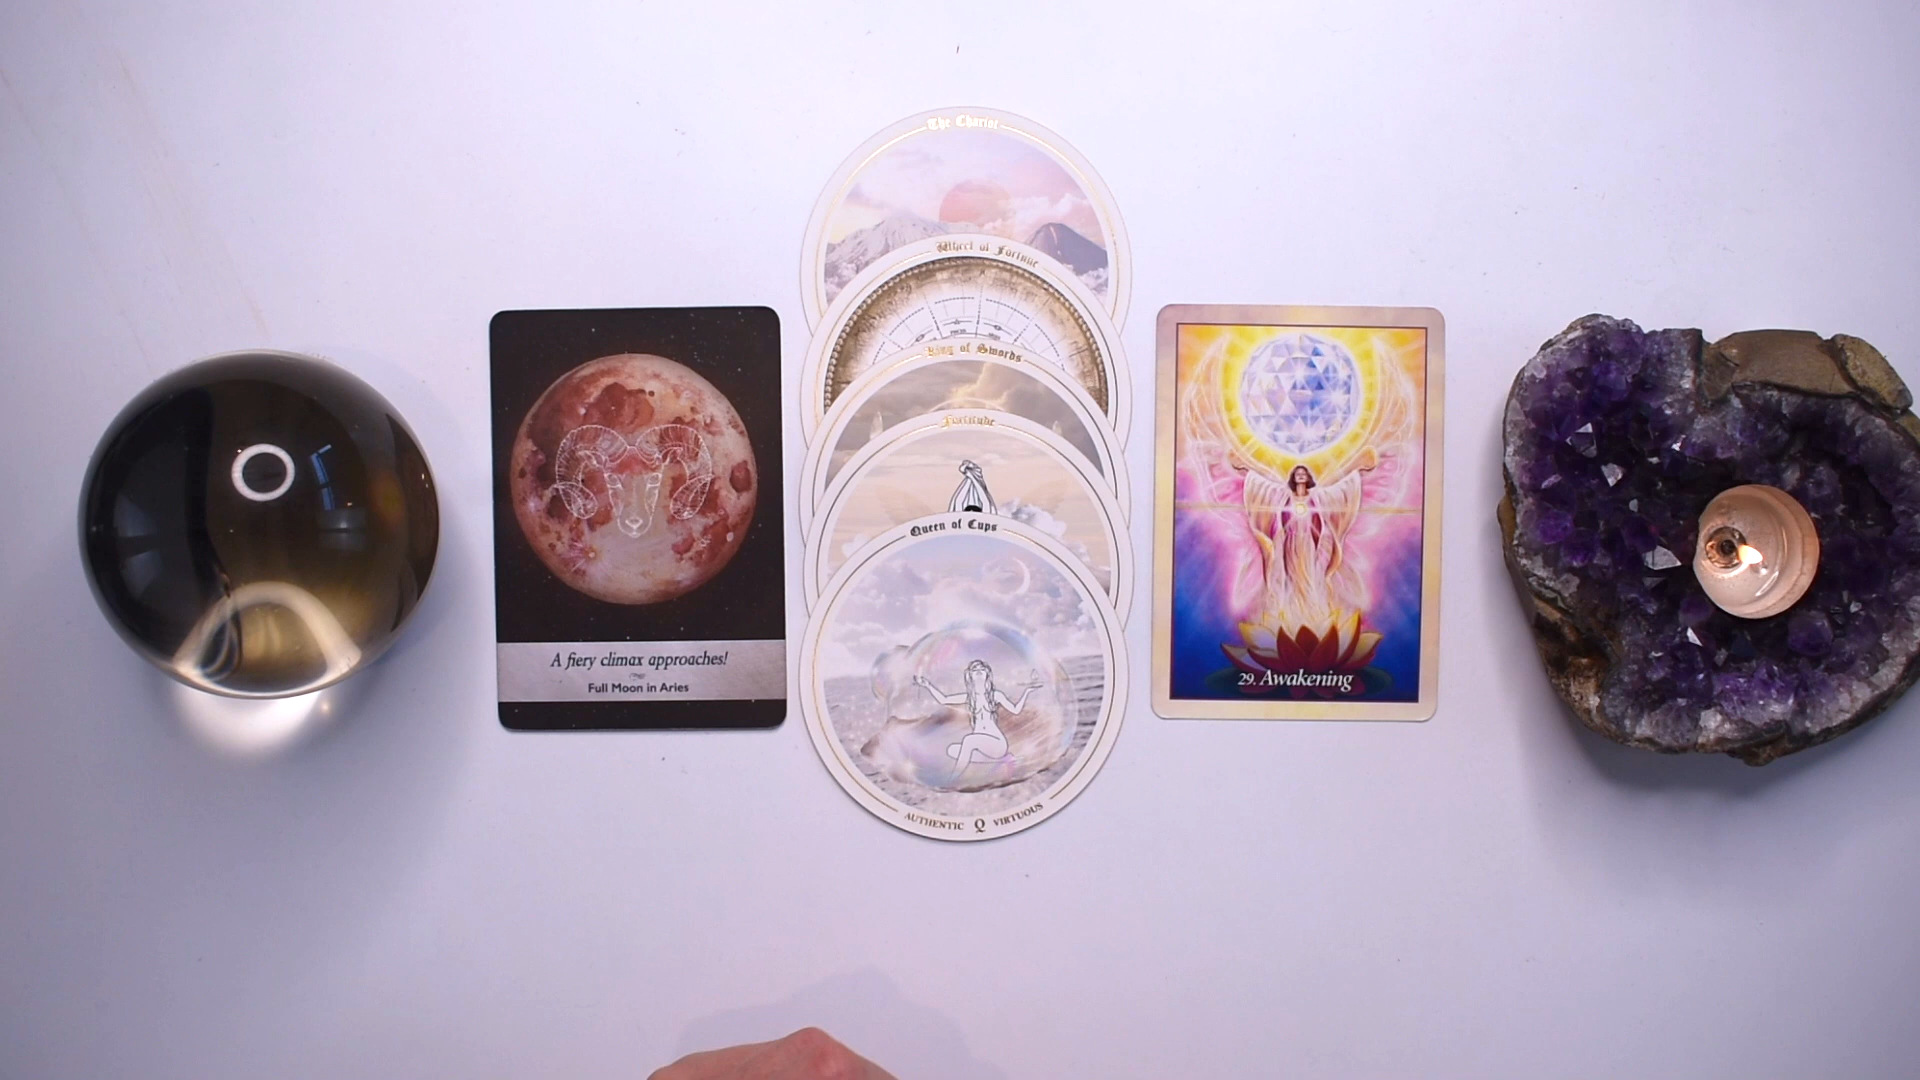 The Chariot
Wheel of Fortune
King of Swords
Fortitude
Queen of Cups
AUTHENTIC Q VIRTUOUS
A fiery climax approaches!
Full Moon in Aries
29. Awakening